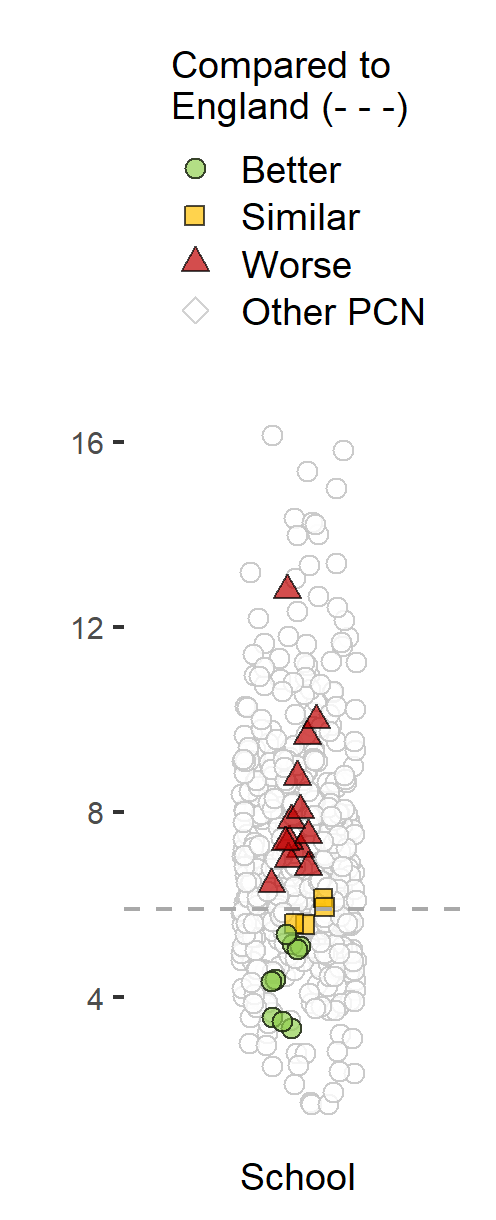 Compared to
England (- - -)
Better
Similar
Worse
Other PCN
16
12
8
4
School